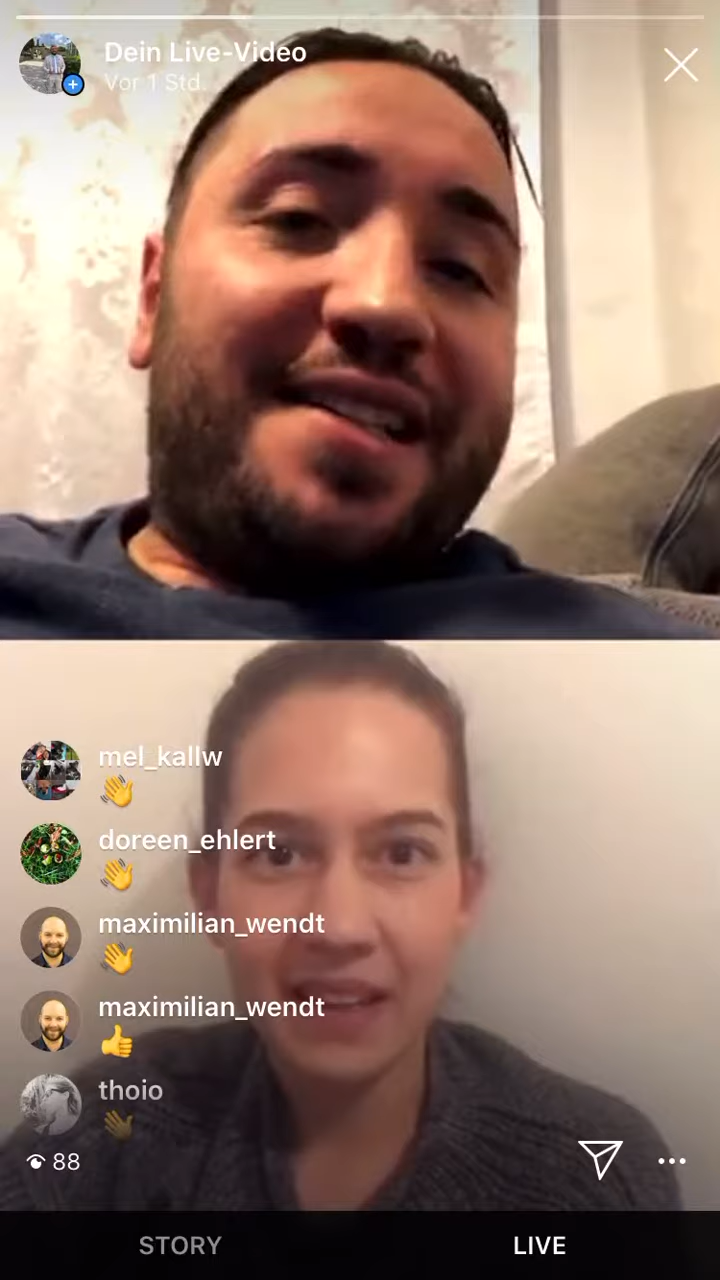 Dein Live-Video
Vor 1 Std.
mel_kallw
👋
doreen_ehlert
👋
maximilian_wendt
👋
maximilian_wendt
👍
thoio
👋
88
STORY
LIVE